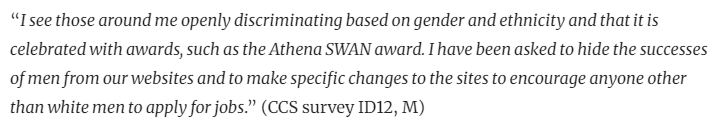 “I see those around me openly discriminating based on gender and ethnicity and that it is
celebrated with awards, such as the Athena SWAN award. I have been asked to hide the successes
of men from our websites and to make specific changes to the sites to encourage anyone other
than white men to apply for jobs.” (CCS survey ID12, M)